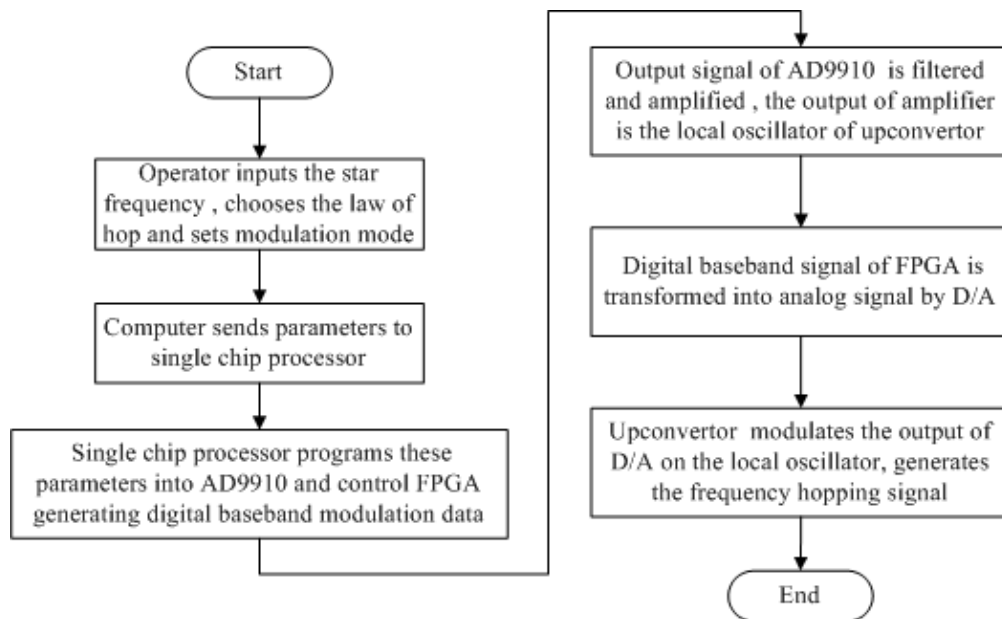 Start
Operator inputs the star
frequency , chooses the law of
hop and sets modulation mode
Computer sends parameters to
single chip processor
Single chip processor programs these
parameters into AD9910 and control FPGA
generating digital baseband modulation data
Output signal of AD9910 is filtered
and amplified , the output of amplifier
is the local oscillator of upconvertor
Digital baseband signal of FPGA is
transformed into analog signal by D/A
Upconvertor modulates the output of
D/A on the local oscillator, generates
the frequency hopping signal
End